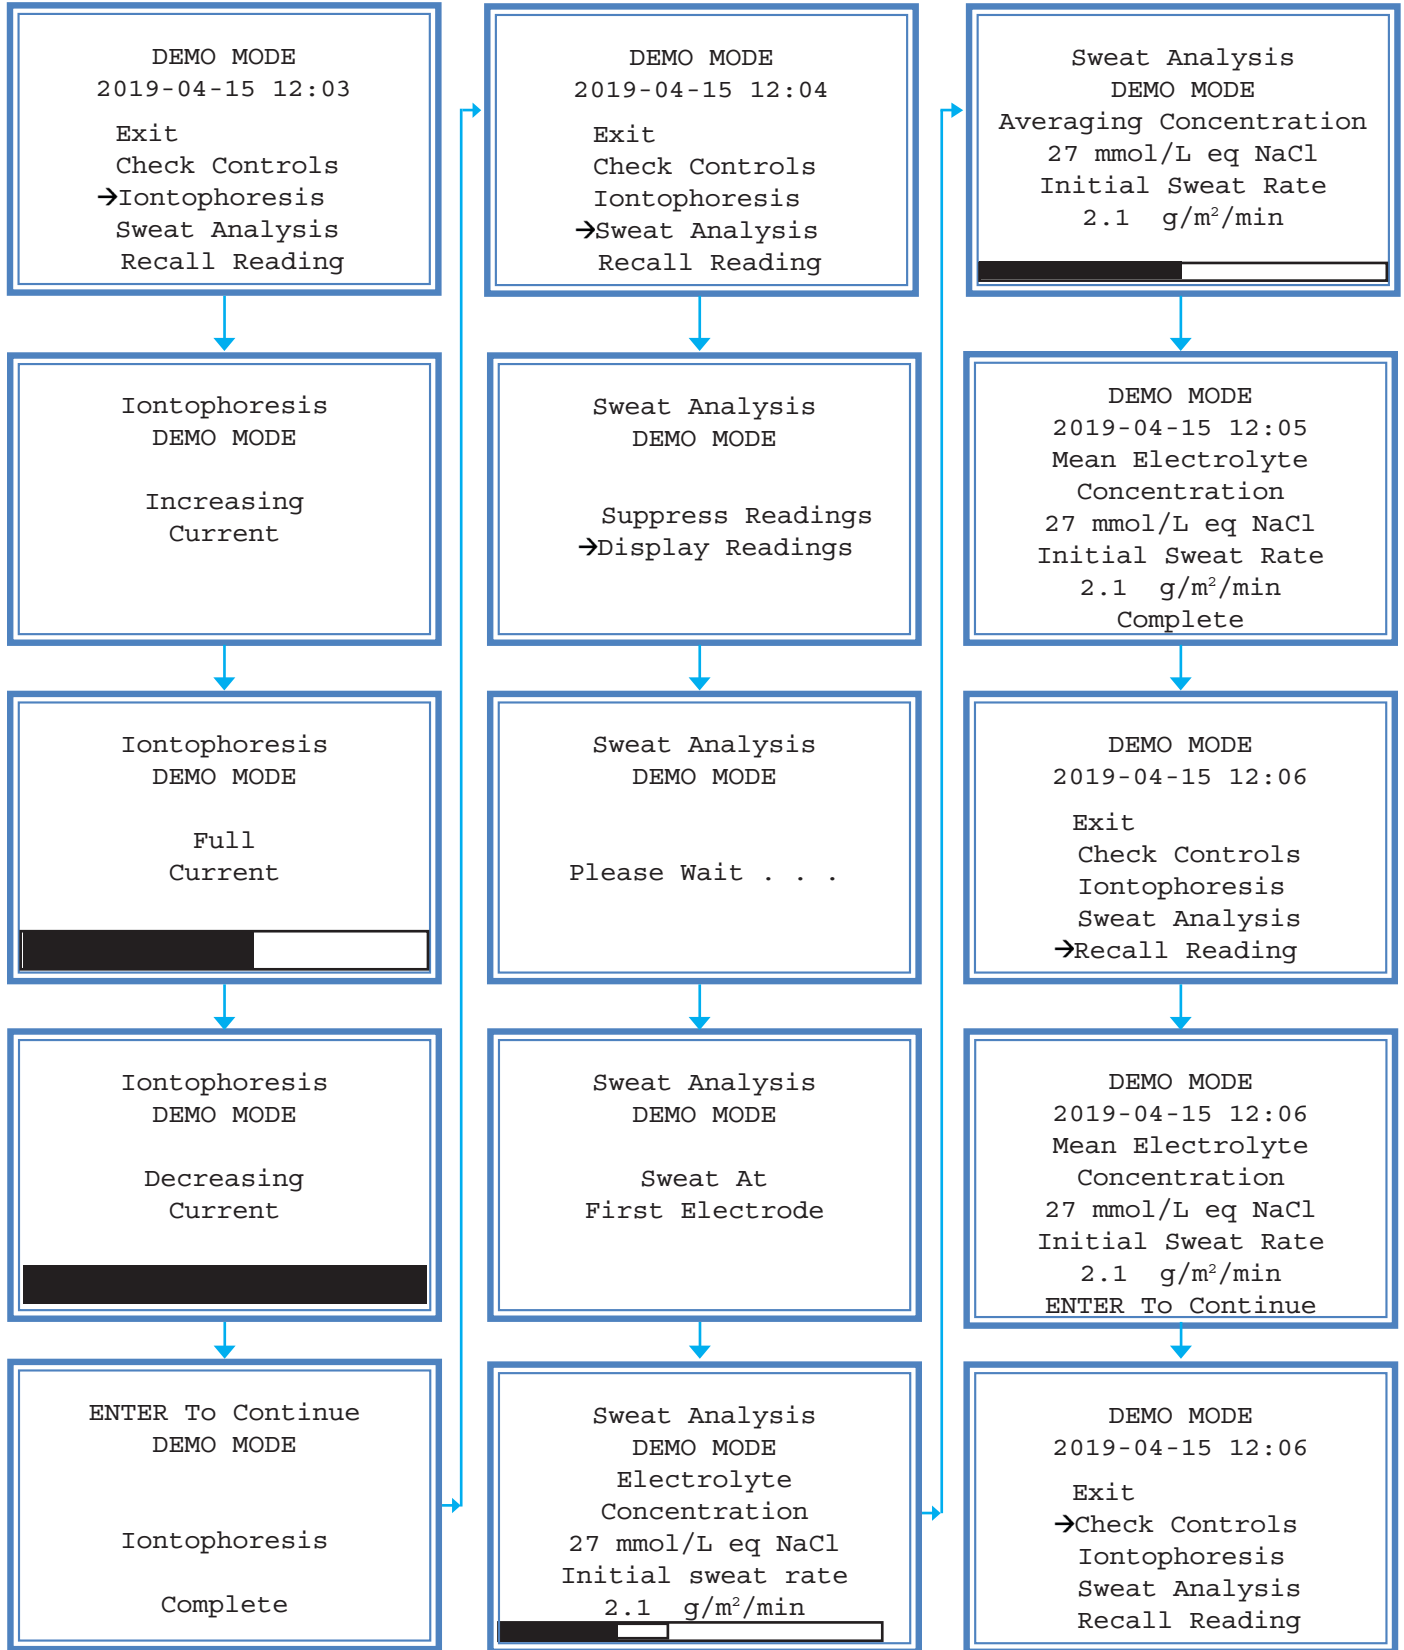 DEMO MODE
2019-04-15 12:03
Exit
Check Controls
→Iontophoresis
Sweat Analysis
Recall Reading
Iontophoresis
DEMO MODE
Increasing
Current
Iontophoresis
DEMO MODE
Full
Current
Iontophoresis
DEMO MODE
Decreasing
Current
ENTER To Continue
DEMO MODE
Iontophoresis
Complete
DEMO MODE
2019-04-15 12:04
Exit
Check Controls
Iontophoresis
→Sweat Analysis
Recall Reading
Sweat Analysis
DEMO MODE
Suppress Readings
→Display Readings
Sweat Analysis
DEMO MODE
Please Wait . . .
Sweat Analysis
DEMO MODE
Sweat At
First Electrode
Sweat Analysis
DEMO MODE
Electrolyte
Concentration
27 mmol/L eq NaCl
Initial sweat rate
2.1 g/m²/min
Sweat Analysis
DEMO MODE
Averaging Concentration
27 mmol/L eq NaCl
Initial Sweat Rate
2.1 g/m²/min
DEMO MODE
2019-04-15 12:05
Mean Electrolyte
Concentration
27 mmol/L eq NaCl
Initial Sweat Rate
2.1 g/m²/min
Complete
DEMO MODE
2019-04-15 12:06
Exit
Check Controls
Iontophoresis
Sweat Analysis
→Recall Reading
DEMO MODE
2019-04-15 12:06
Mean Electrolyte
Concentration
27 mmol/L eq NaCl
Initial Sweat Rate
2.1 g/m²/min
ENTER To Continue
DEMO MODE
2019-04-15 12:06
Exit
→Check Controls
Iontophoresis
Sweat Analysis
Recall Reading